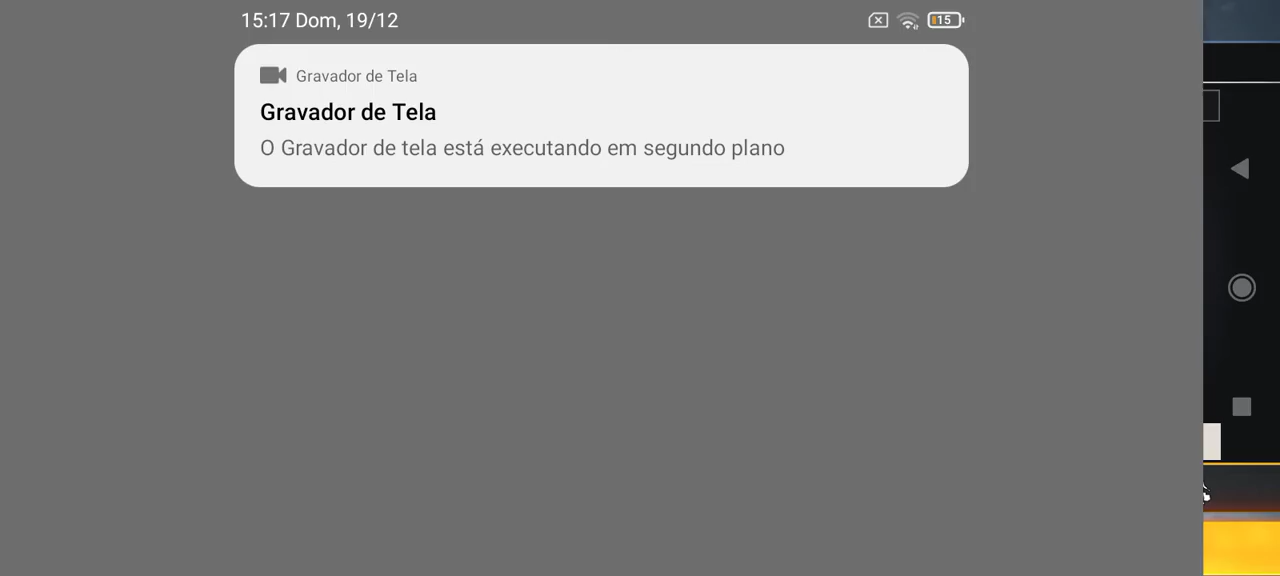 15:17 Dom, 19/12
15
Gravador de Tela
Gravador de Tela
O Gravador de tela está executando em segundo plano